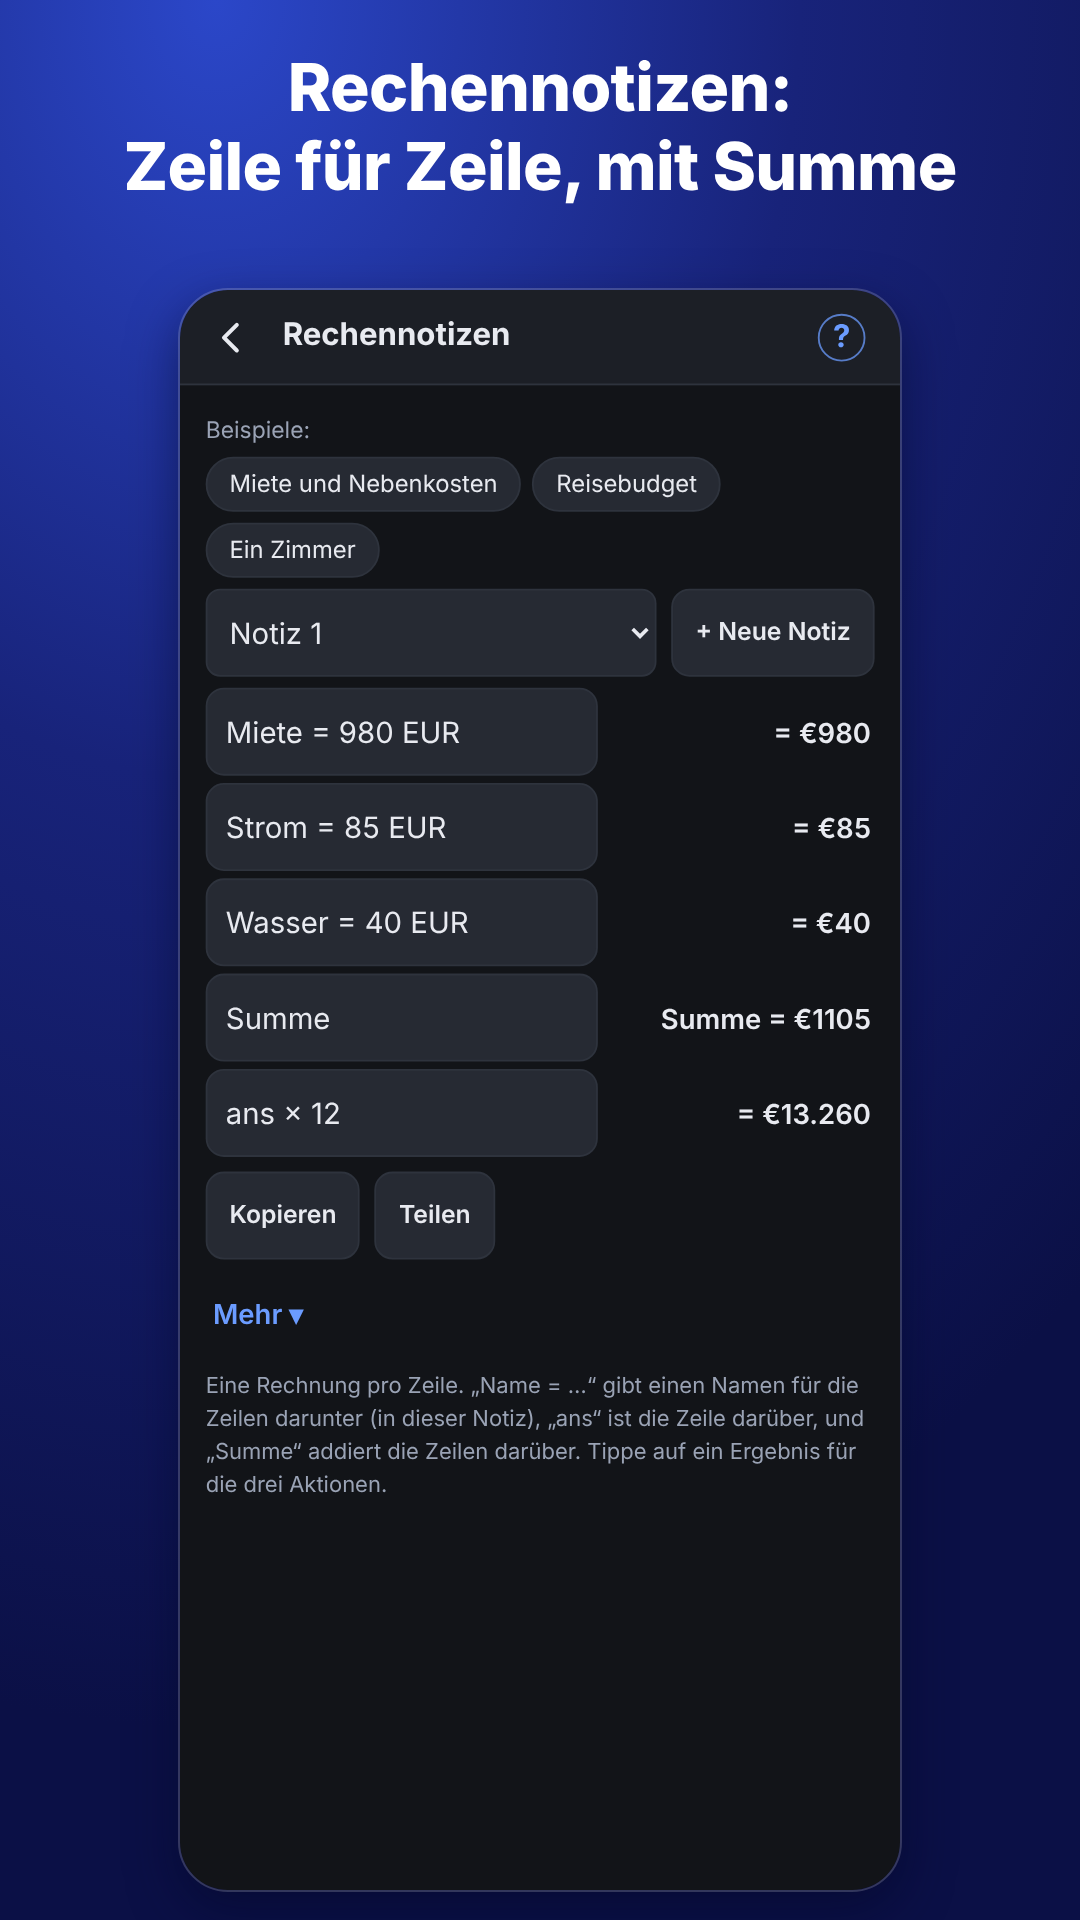 Rechennotizen:
Zeile für Zeile, mit Summe
Rechennotizen
?
Beispiele:
Miete und Nebenkosten
Reisebudget
Ein Zimmer
Notiz 1
+ Neue Notiz
Miete = 980 EUR
= €980
Strom = 85 EUR
= €85
Wasser = 40 EUR
= €40
Summe
Summe = €1105
ans × 12
= €13.260
Kopieren
Teilen
Mehr ▾
Eine Rechnung pro Zeile. „Name = …“ gibt einen Namen für die
Zeilen darunter (in dieser Notiz), „ans“ ist die Zeile darüber, und
„Summe“ addiert die Zeilen darüber. Tippe auf ein Ergebnis für
die drei Aktionen.